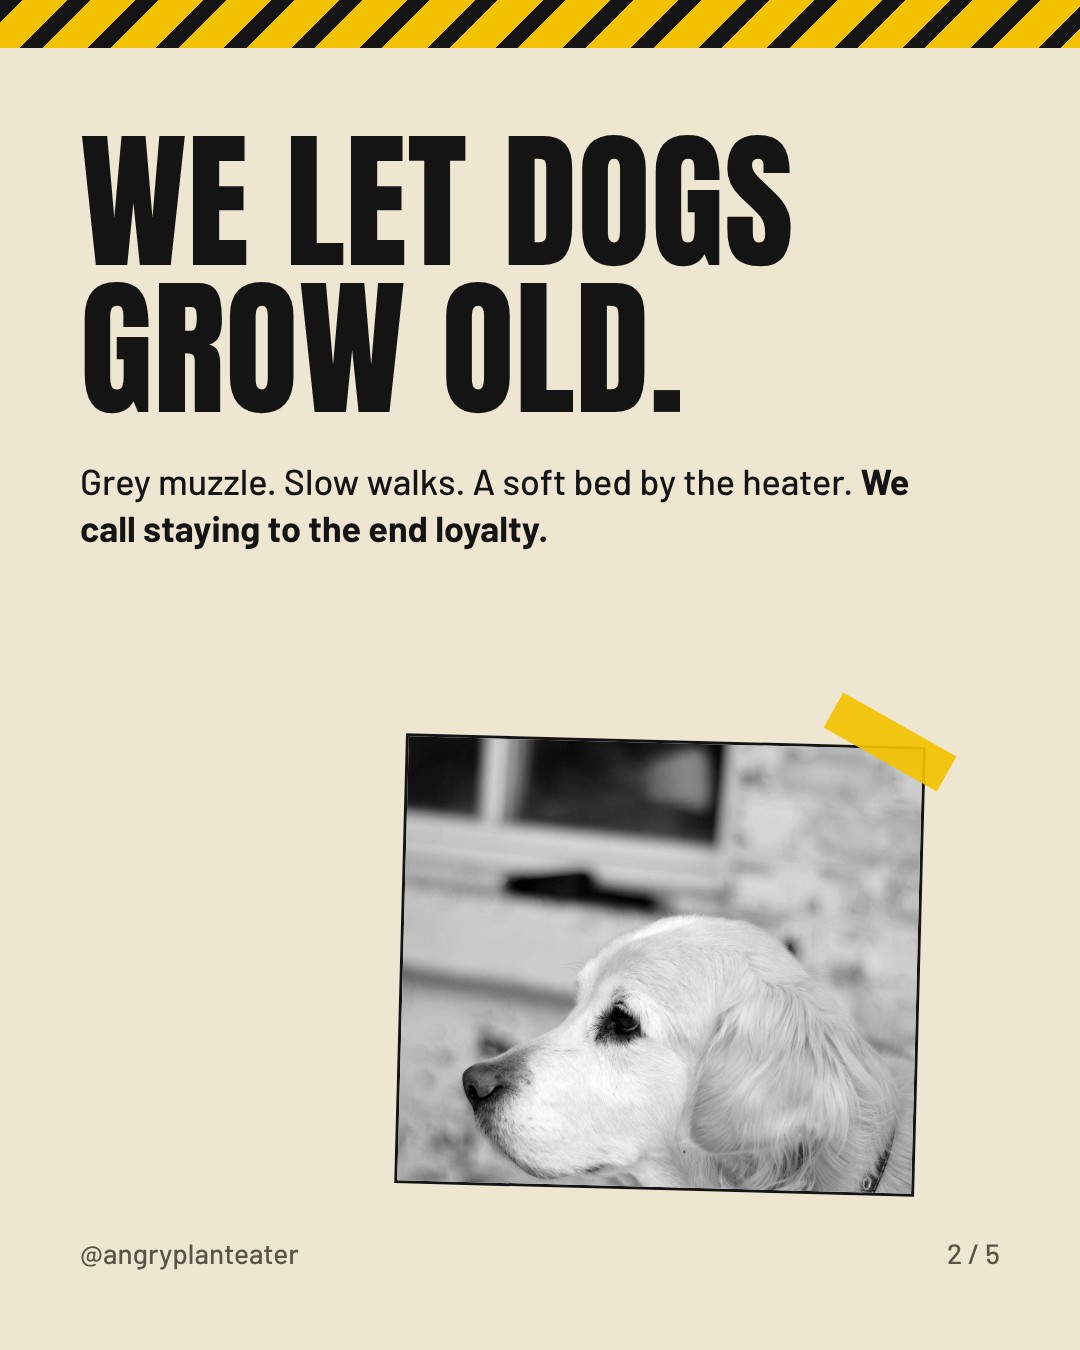 WE LET DOGS
GROW OLD.
Grey muzzle. Slow walks. A soft bed by the heater. We
call staying to the end loyalty.
@angryplanteater
2 / 5